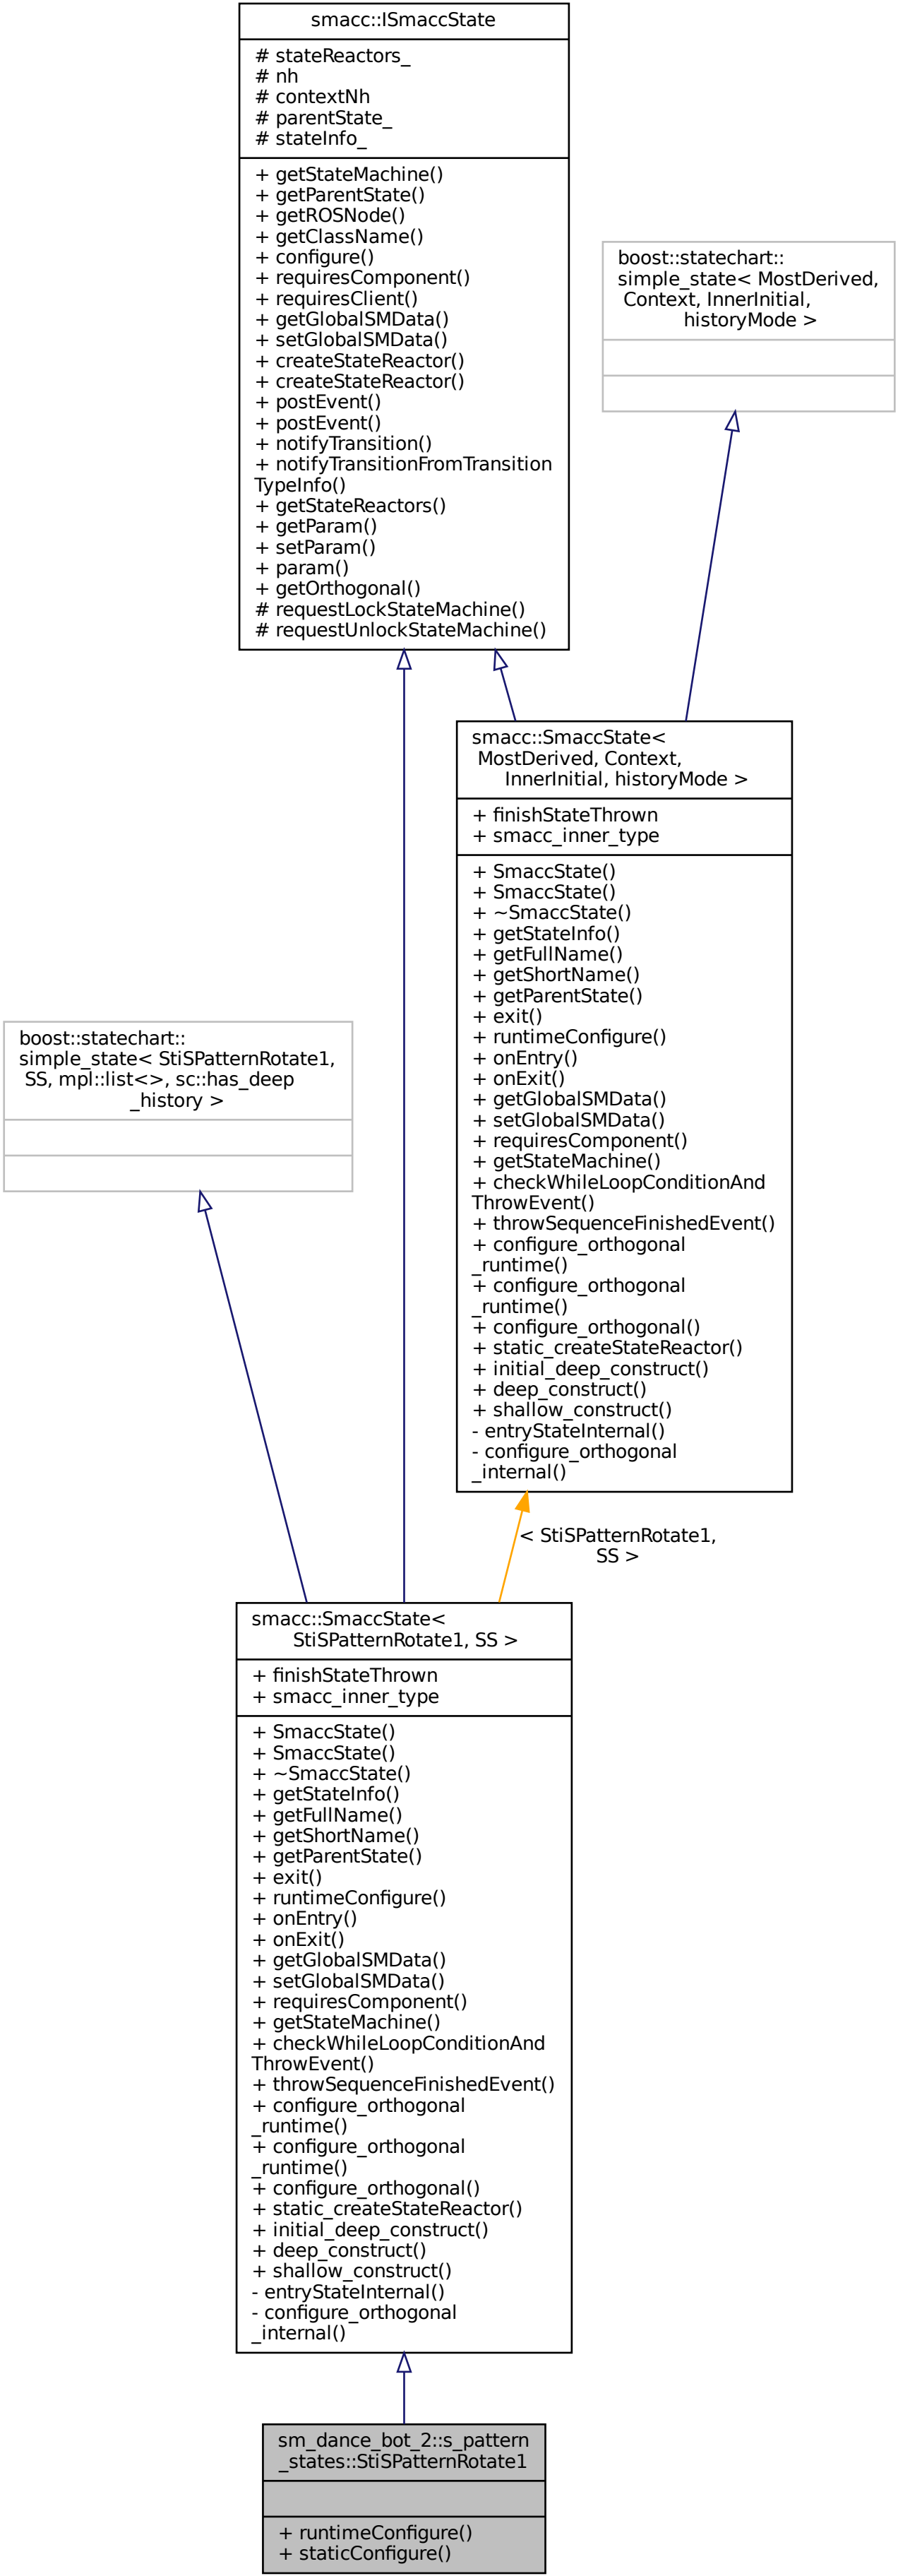 smacc::ISmaccState
# stateReactors_
# nh
# contextNh
# parentState_
# stateInfo_
+ getStateMachine()
+ getParentState()
+ getROSNode()
+ getClassName()
+ configure()
+ requiresComponent()
+ requiresClient()
+ getGlobalSMData()
+ setGlobalSMData()
+ createStateReactor()
+ createStateReactor()
+ postEvent()
+ postEvent()
+ notifyTransition()
+ notifyTransitionFromTransition
TypeInfo()
+ getStateReactors()
+ getParam()
+ setParam()
+ param()
+ getOrthogonal()
# requestLockStateMachine()
# requestUnlockStateMachine()
boost::statechart::
simple_state< MostDerived,
Context, InnerInitial,
historyMode >
smacc::SmaccState<
MostDerived, Context,
InnerInitial, historyMode >
+ finishStateThrown
+ smacc_inner_type
+ SmaccState()
+ SmaccState()
+ ~SmaccState()
+ getStateInfo()
+ getFullName()
+ getShortName()
+ getParentState()
+ exit()
+ runtimeConfigure()
+ onEntry()
+ onExit()
+ getGlobalSMData()
+ setGlobalSMData()
+ requiresComponent()
+ getStateMachine()
+ checkWhileLoopConditionAnd
ThrowEvent()
+ throwSequenceFinishedEvent()
+ configure_orthogonal
_runtime()
+ configure_orthogonal
_runtime()
+ configure_orthogonal()
+ static_createStateReactor()
+ initial_deep_construct()
+ deep_construct()
+ shallow_construct()
- entryStateInternal()
- configure_orthogonal
_internal()
boost::statechart::
simple_state< StiSPatternRotate1,
SS, mpl::list<>, sc::has_deep
_history >
< StiSPatternRotate1,
SS >
smacc::SmaccState<
StiSPatternRotate1, SS >
+ finishStateThrown
+ smacc_inner_type
+ SmaccState()
+ SmaccState()
+ ~SmaccState()
+ getStateInfo()
+ getFullName()
+ getShortName()
+ getParentState()
+ exit()
+ runtimeConfigure()
+ onEntry()
+ onExit()
+ getGlobalSMData()
+ setGlobalSMData()
+ requiresComponent()
+ getStateMachine()
+ checkWhileLoopConditionAnd
ThrowEvent()
+ throwSequenceFinishedEvent()
+ configure_orthogonal
_runtime()
+ configure_orthogonal
_runtime()
+ configure_orthogonal()
+ static_createStateReactor()
+ initial_deep_construct()
+ deep_construct()
+ shallow_construct()
- entryStateInternal()
- configure_orthogonal
_internal()
sm_dance_bot_2::s_pattern
_states::StiSPatternRotate1
+ runtimeConfigure()
+ staticConfigure()